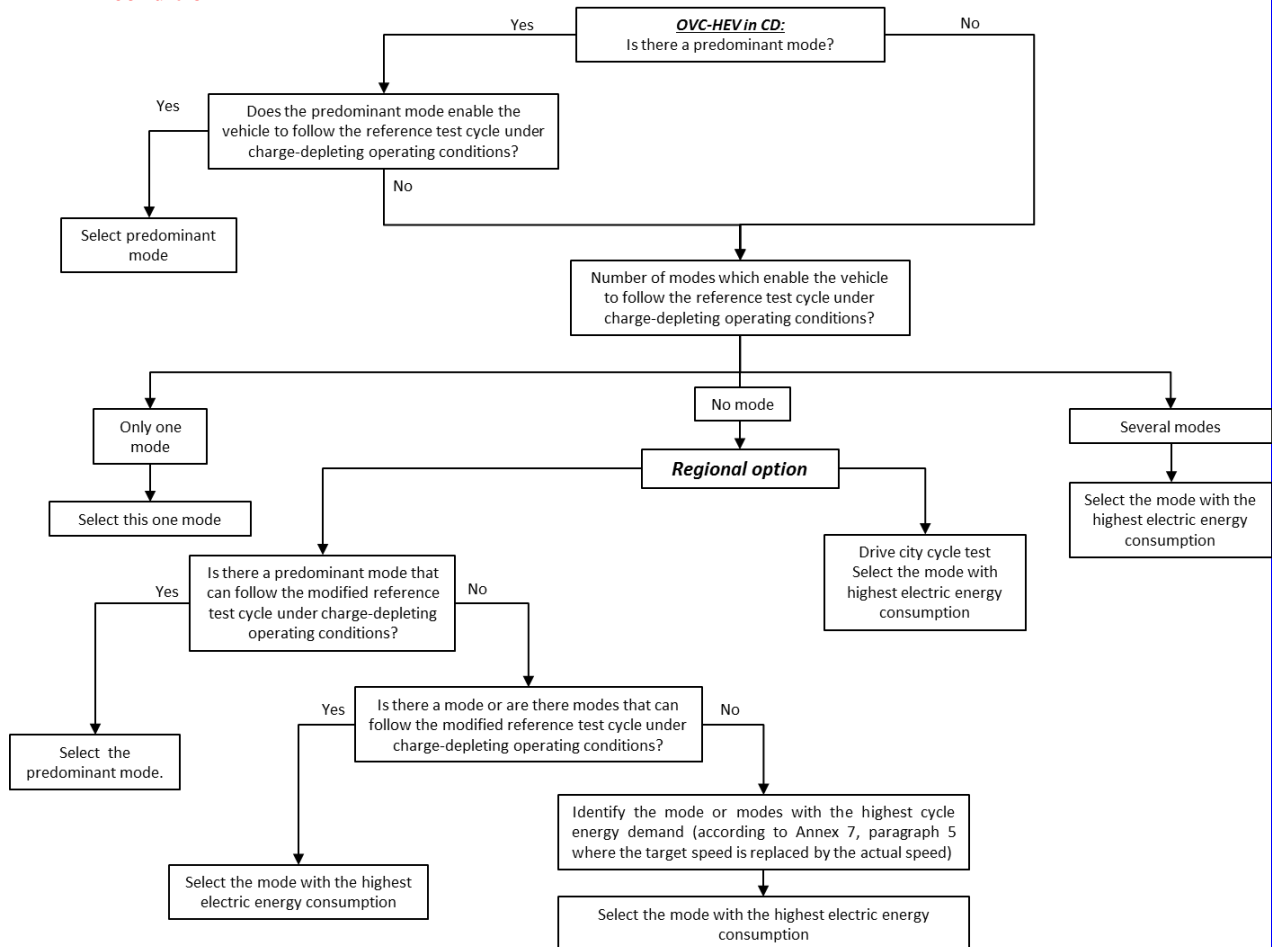 Yes
OVC-HEV in CD:
Is there a predominant mode?
No
Yes
Does the predominant mode enable the
vehicle to follow the reference test cycle under
charge-depleting operating conditions?
No
Select predominant
mode
Number of modes which enable the vehicle
to follow the reference test cycle under
charge-depleting operating conditions?
Only one
mode
No mode
Several modes
Regional option
Select this one mode
Select the mode with the
highest electric energy
consumption
Drive city cycle test
Select the mode with
highest electric energy
consumption
Yes
Is there a predominant mode that
can follow the modified reference
test cycle under charge-depleting
operating conditions?
No
Yes
Is there a mode or are there modes that can
follow the modified reference test cycle under
charge-depleting operating conditions?
No
Select the
predominant mode.
Identify the mode or modes with the highest cycle
energy demand (according to Annex 7, paragraph 5
where the target speed is replaced by the actual speed)
Select the mode with the highest
electric energy consumption
Select the mode with the highest electric energy
consumption